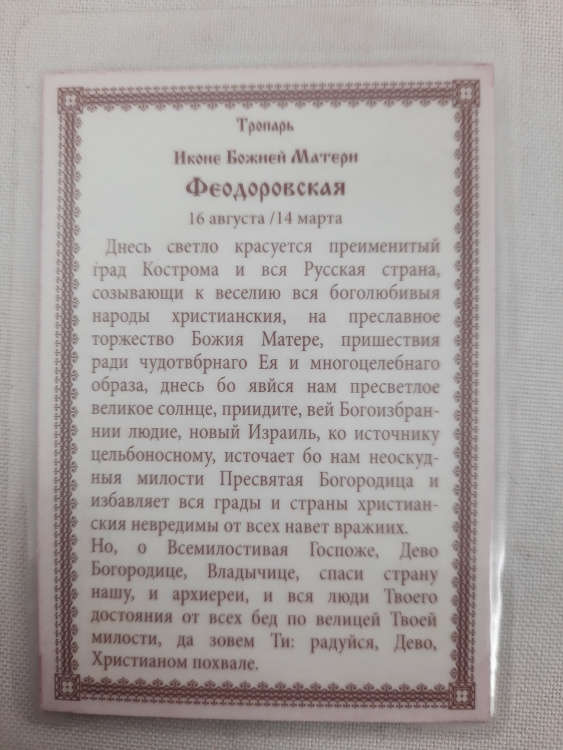 Тропарь
Иконе Божией Матери
Феодоровская
16 августа /14 марта
Днесь светло красуется преименитый
град Кострома и вся Русская страна,
созывающи к веселию вся боголюбивыя
народы христианския, на преславное
торжество Божия Матере, пришествия
ради чудотвбрнаго Ея и многоцелебнаго
образа, днесь бо явйся нам пресветлое
великое солнце, приидите, вей Богоизбран-
нии людие, новый Израиль, ко источнику
цельбоносному, источает бо нам неоскуд-
ныя милости Пресвятая Богородица и
избавляет вся грады и страны христиан-
ския невредимы от всех навет вражиих.
Но, о Всемилостивая Госпоже, Дево
Богородице, Владычице, спаси страну
нашу, и архиереи, и вся люди Твоего
достояния от всех бед по велицей Твоей
милости, да зовем Ти: радуйся, Дево,
Христианом похвале.